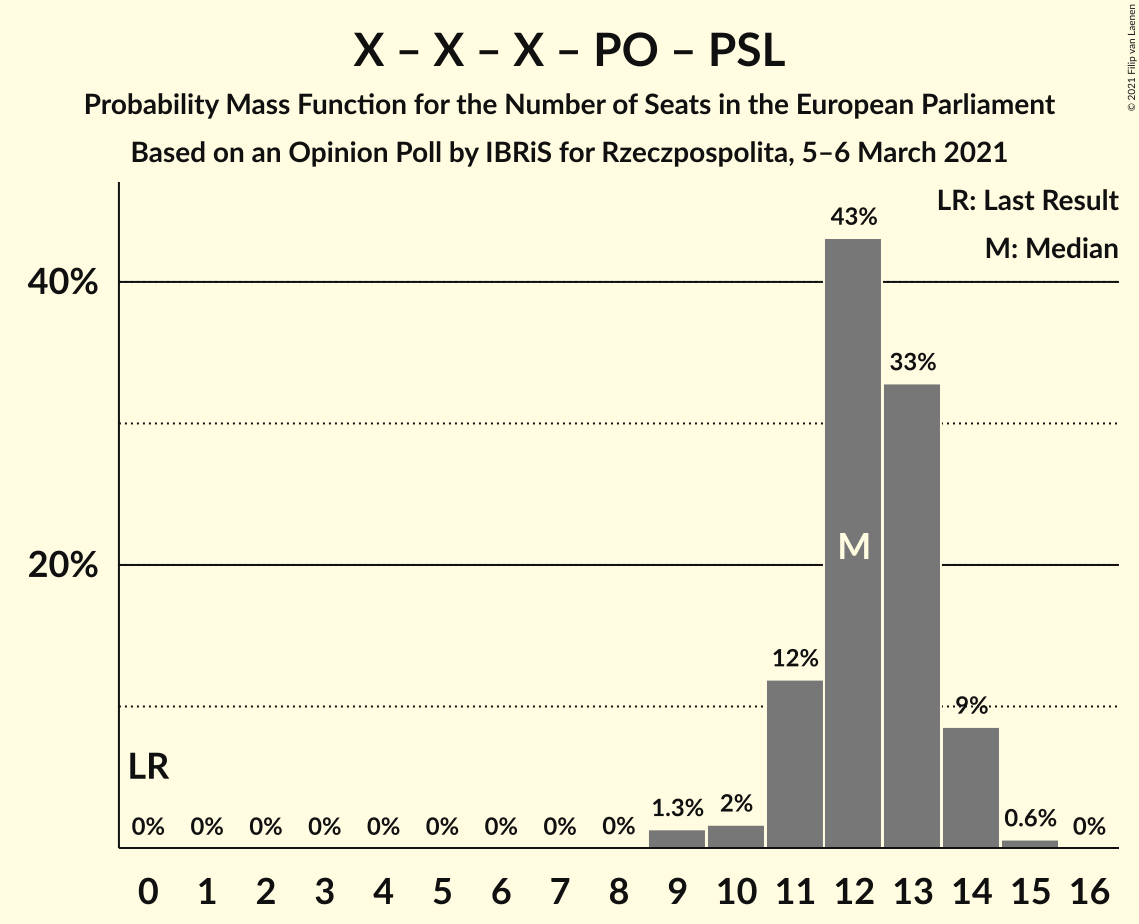 X – X – X – PO – PSL
Probability Mass Function for the Number of Seats in the European Parliament
Based on an Opinion Poll by IBRiS for Rzeczpospolita, 5–6 March 2021
© 2021 Filip van Laenen
LR: Last Result
M: Median
40%
20%
43%
33%
M
12%
9%
LR
0% 0% 0% 0% 0% 0% 0% 0% 0% 1.3% 2% 0.6% 0%
0 1 2 3 4 5 6 7 8 9 10 11 12 13 14 15 16